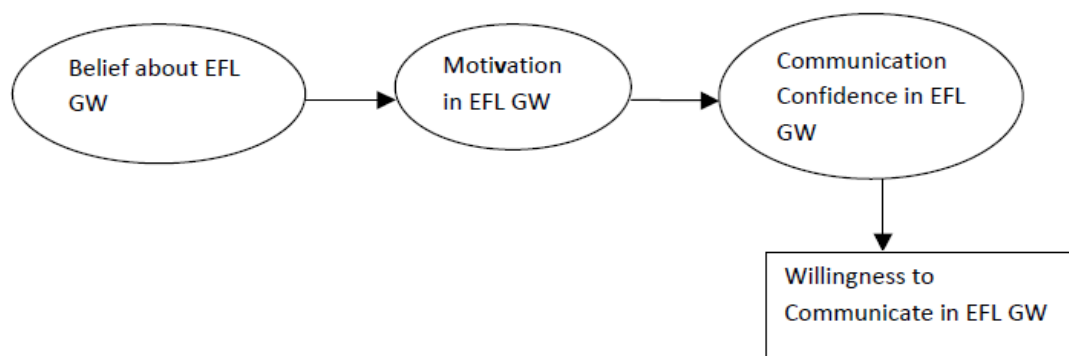 Belief about EFL
GW
Motivation
in EFL GW
Communication
Confidence in EFL
GW
Willingness to
Communicate in EFL GW